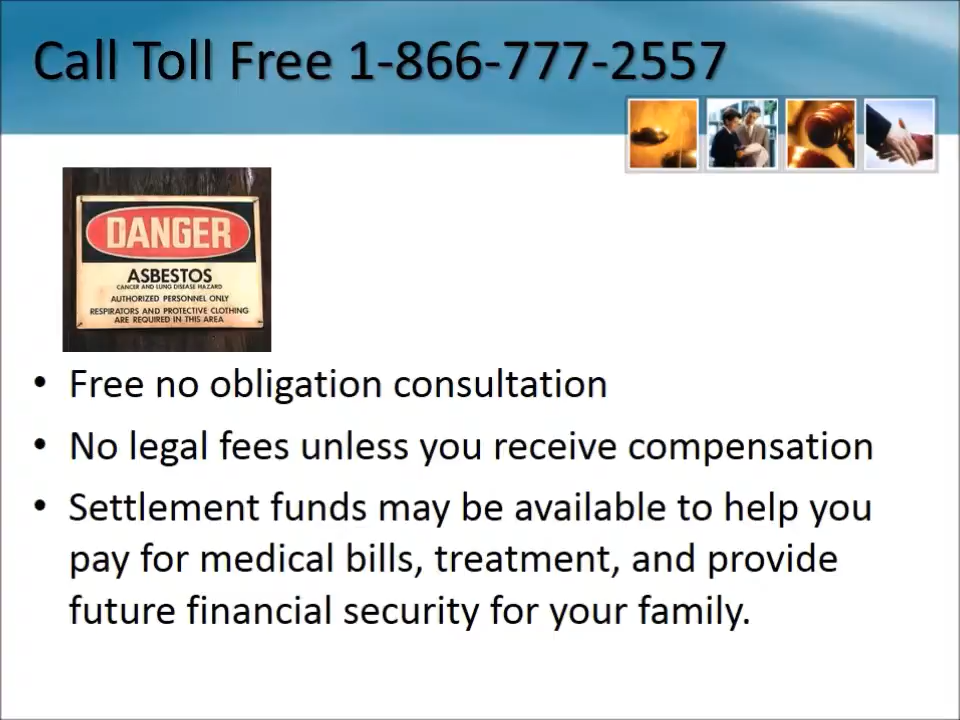 Call Toll Free 1-866-777-2557
DANGER
ASBESTOS
CANCER AND LUNG DISEASE HAZARD
AUTHORIZED PERSONNEL ONLY
RESPIRATORS AND PROTECTIVE CLOTHING
ARE REQUIRED IN THIS AREA
• Free no obligation consultation
• No legal fees unless you receive compensation
• Settlement funds may be available to help you
pay for medical bills, treatment, and provide
future financial security for your family.